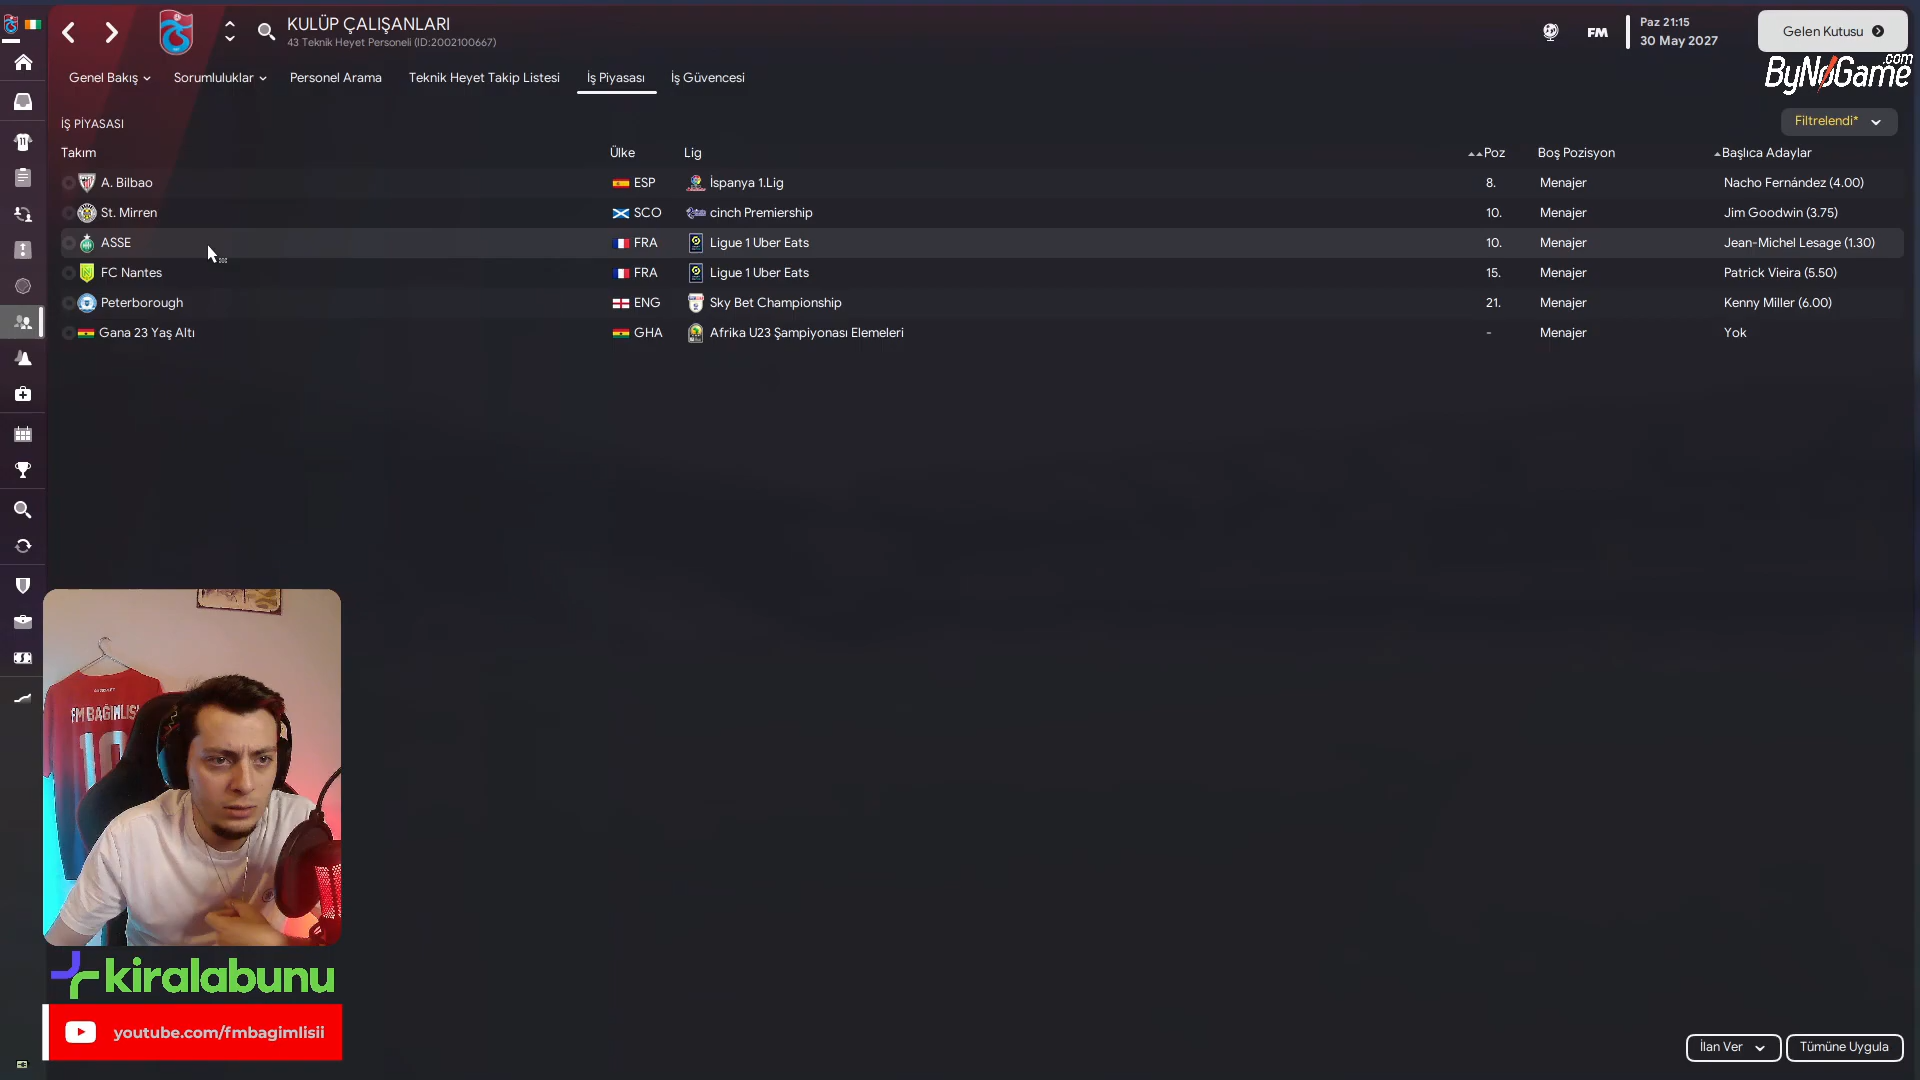 KULÜP ÇALIŞANLARI
43 Teknik Heyet Personeli (ID:2002100667)
FM
Paz 21:15
30 May 2027
Gelen Kutusu
ByNoGame.com
Genel Bakış
Sorumluluklar
Personel Arama
Teknik Heyet Takip Listesi
İş Piyasası
İş Güvencesi
İŞ PİYASASI
Filtrelendi*
Takım Ülke Lig Poz Boş Pozisyon Başlıca Adaylar
A. Bilbao ESP İspanya 1.Lig 8. Menajer Nacho Fernández (4.00)
St. Mirren SCO cinch Premiership 10. Menajer Jim Goodwin (3.75)
ASSE FRA Ligue 1 Uber Eats 10. Menajer Jean-Michel Lesage (1.30)
FC Nantes FRA Ligue 1 Uber Eats 15. Menajer Patrick Vieira (5.50)
Peterborough ENG Sky Bet Championship 21. Menajer Kenny Miller (6.00)
Gana 23 Yaş Altı GHA Afrika U23 Şampiyonası Elemeleri - Menajer Yok
FM BAĞIMLIS
10
kiralabunu
youtube.com/fmbagimlisii
İlan Ver
Tümüne Uygula